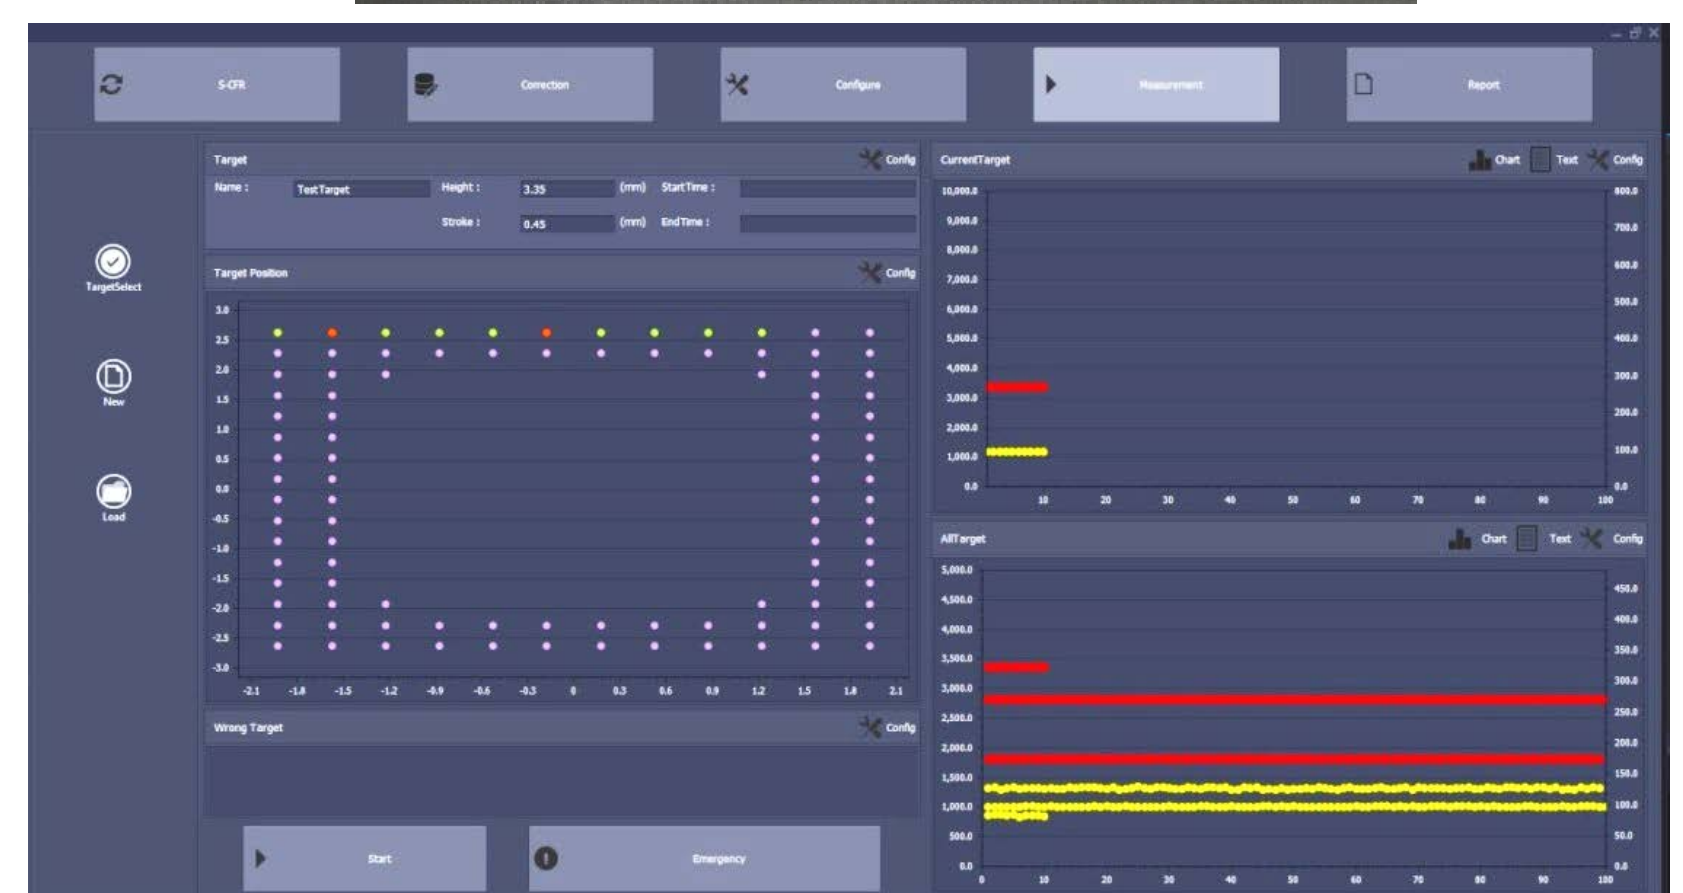 S-CFR
Correction
Configure
Measurement
Report
Target
Config
Name :
TestTarget
Height :
3.35
(mm)
StartTime :
Stroke :
0.45
(mm)
EndTime :
TargetSelect
New
Load
Target Position
Config
3.0
2.5
2.0
1.5
1.0
0.5
0.0
-0.5
-1.0
-1.5
-2.0
-2.5
-3.0
-2.1 -1.8 -1.5 -1.2 -0.9 -0.6 -0.3 0 0.3 0.6 0.9 1.2 1.5 1.8 2.1
Wrong Target
Config
Start
Emergency
CurrentTarget
Chart
Text
Config
10,000.0
9,000.0
8,000.0
7,000.0
6,000.0
5,000.0
4,000.0
3,000.0
2,000.0
1,000.0
0.0
800.0
700.0
600.0
500.0
400.0
300.0
200.0
100.0
0.0
10 20 30 40 50 60 70 80 90 100
AllTarget
Chart
Text
Config
5,000.0
4,500.0
4,000.0
3,500.0
3,000.0
2,500.0
2,000.0
1,500.0
1,000.0
500.0
0.0
450.0
400.0
350.0
300.0
250.0
200.0
150.0
100.0
50.0
0.0
0 10 20 30 40 50 60 70 80 90 100